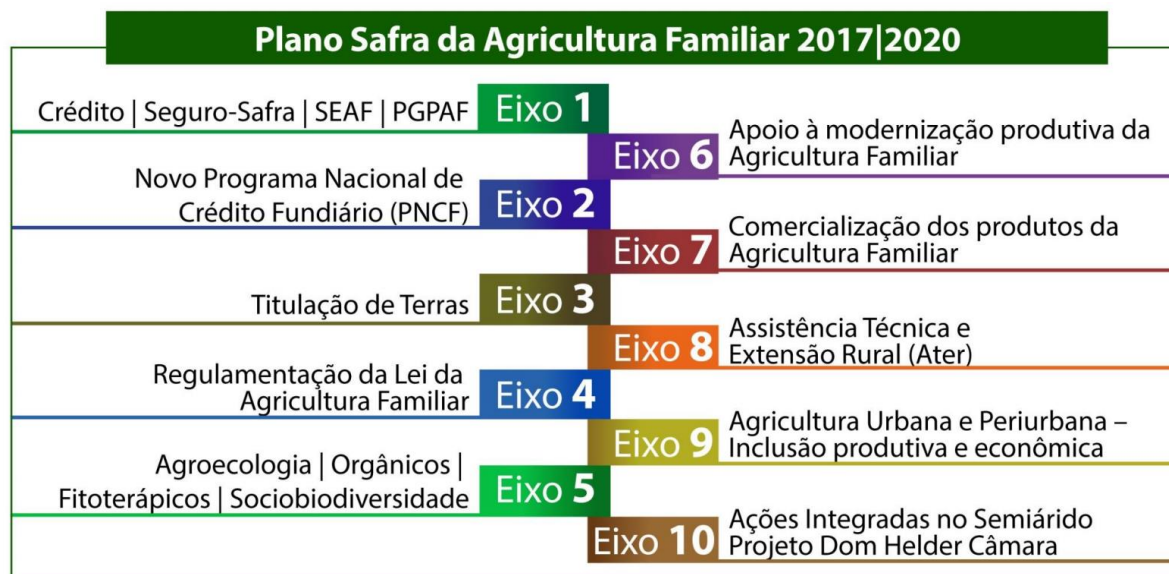 Plano Safra da Agricultura Familiar 2017|2020
Crédito | Seguro-Safra | SEAF | PGPAF
Eixo 1
Novo Programa Nacional de
Crédito Fundiário (PNCF)
Eixo 2
Titulação de Terras
Eixo 3
Regulamentação da Lei da
Agricultura Familiar
Eixo 4
Agroecologia | Orgânicos |
Fitoterápicos | Sociobiodiversidade
Eixo 5
Eixo 6
Apoio à modernização produtiva da
Agricultura Familiar
Eixo 7
Comercialização dos produtos da
Agricultura Familiar
Eixo 8
Assistência Técnica e
Extensão Rural (Ater)
Eixo 9
Agricultura Urbana e Periurbana –
Inclusão produtiva e econômica
Eixo 10
Ações Integradas no Semiárido
Projeto Dom Helder Câmara